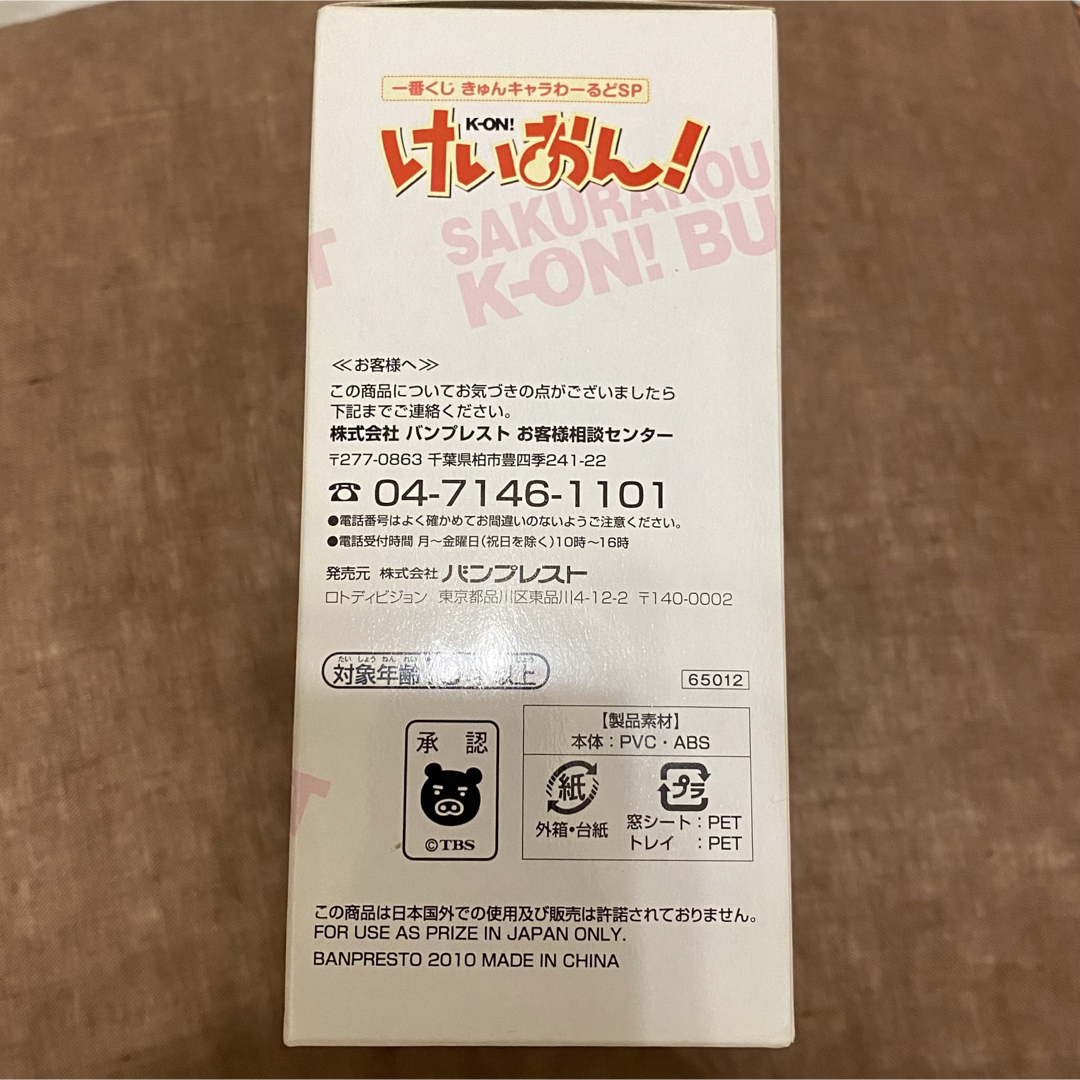 一番くじ きゅんキャラわーるどSP
K-ON!
けいおん!
SAKURAKOU
K-ON! BU
T
≪お客様へ≫
この商品についてお気づきの点がございましたら
下記までご連絡ください。
株式会社 バンプレスト お客様相談センター
〒277-0863 千葉県柏市豊四季241-22
☎ 04-7146-1101
●電話番号はよく確かめてお間違いのないようご注意ください。
●電話受付時間 月〜金曜日(祝日を除く)10時〜16時
発売元 株式会社 バンプレスト
ロトディビジョン 東京都品川区東品川4-12-2 〒140-0002
たい しょう ねん れい
対象年齢 以上
65012
承 認
©TBS
【製品素材】
本体:PVC・ABS
紙
外箱・台紙
プラ
窓シート:PET
トレイ :PET
この商品は日本国外での使用及び販売は許諾されておりません。
FOR USE AS PRIZE IN JAPAN ONLY.
BANPRESTO 2010 MADE IN CHINA